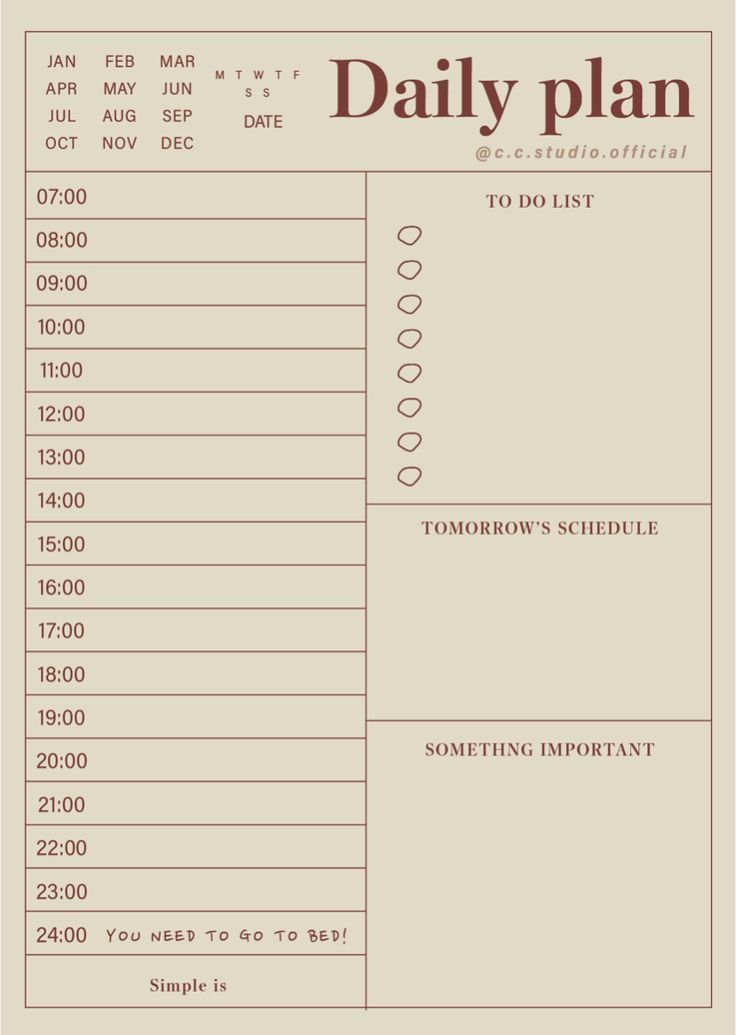 JAN FEB MAR
APR MAY JUN
JUL AUG SEP
OCT NOV DEC
M T W T F
S S
DATE
Daily plan
@c.c.studio.official
07:00
08:00
09:00
10:00
11:00
12:00
13:00
14:00
15:00
16:00
17:00
18:00
19:00
20:00
21:00
22:00
23:00
24:00 YOU NEED TO GO TO BED!
Simple is
TO DO LIST
TOMORROW'S SCHEDULE
SOMETHNG IMPORTANT